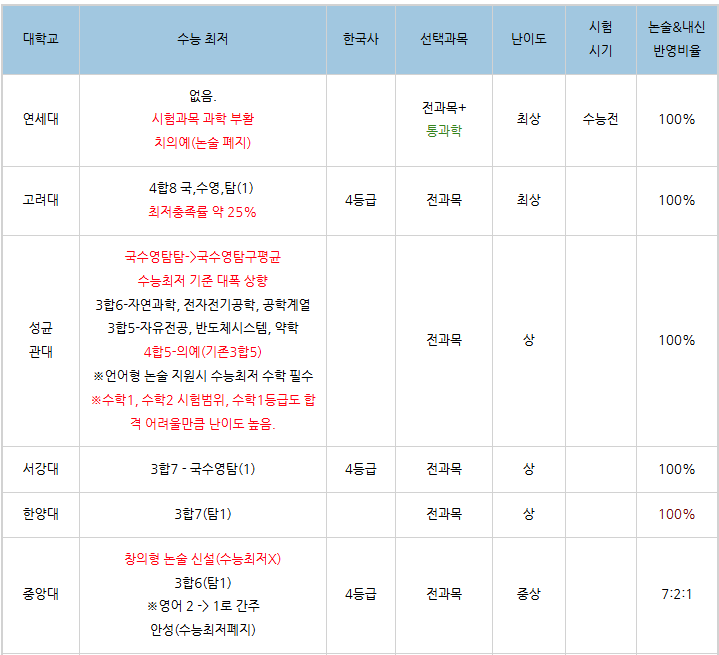 대학교 수능 최저 한국사 선택과목 난이도 시험 시기 논술&내신 반영비율
연세대
없음.
시험과목 과학 부활
치의예(논술 폐지)
전과목+
통과학
최상
수능전
100%
고려대
4합8 국,수영,탐(1)
최저충족률 약 25%
4등급
전과목
최상
100%
성균
관대
국수영탐탐->국수영탐구평균
수능최저 기준 대폭 상향
3합6-자연과학, 전자전기공학, 공학계열
3합5-자유전공, 반도체시스템, 약학
4합5-의예(기존3합5)
※언어형 논술 지원시 수능최저 수학 필수
※수학1, 수학2 시험범위, 수학1등급도 합
격 어려울만큼 난이도 높음.
전과목
상
100%
서강대
3합7 - 국수영탐(1)
4등급
전과목
상
100%
한양대
3합7(탐1)
전과목
상
100%
중앙대
창의형 논술 신설(수능최저X)
3합6(탐1)
※영어 2 -> 1로 간주
안성(수능최저폐지)
4등급
전과목
중상
7:2:1